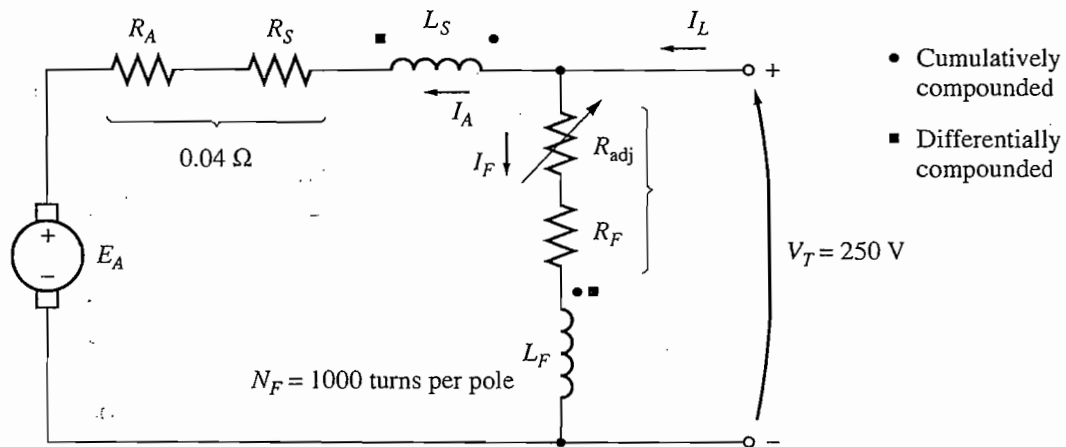 R_A
R_S
L_S
I_L
+
• Cumulatively
compounded
I_A
0.04 Ω
I_F
R_adj
■ Differentially
compounded
+
E_A
−
R_F
V_T = 250 V
L_F
N_F = 1000 turns per pole
−